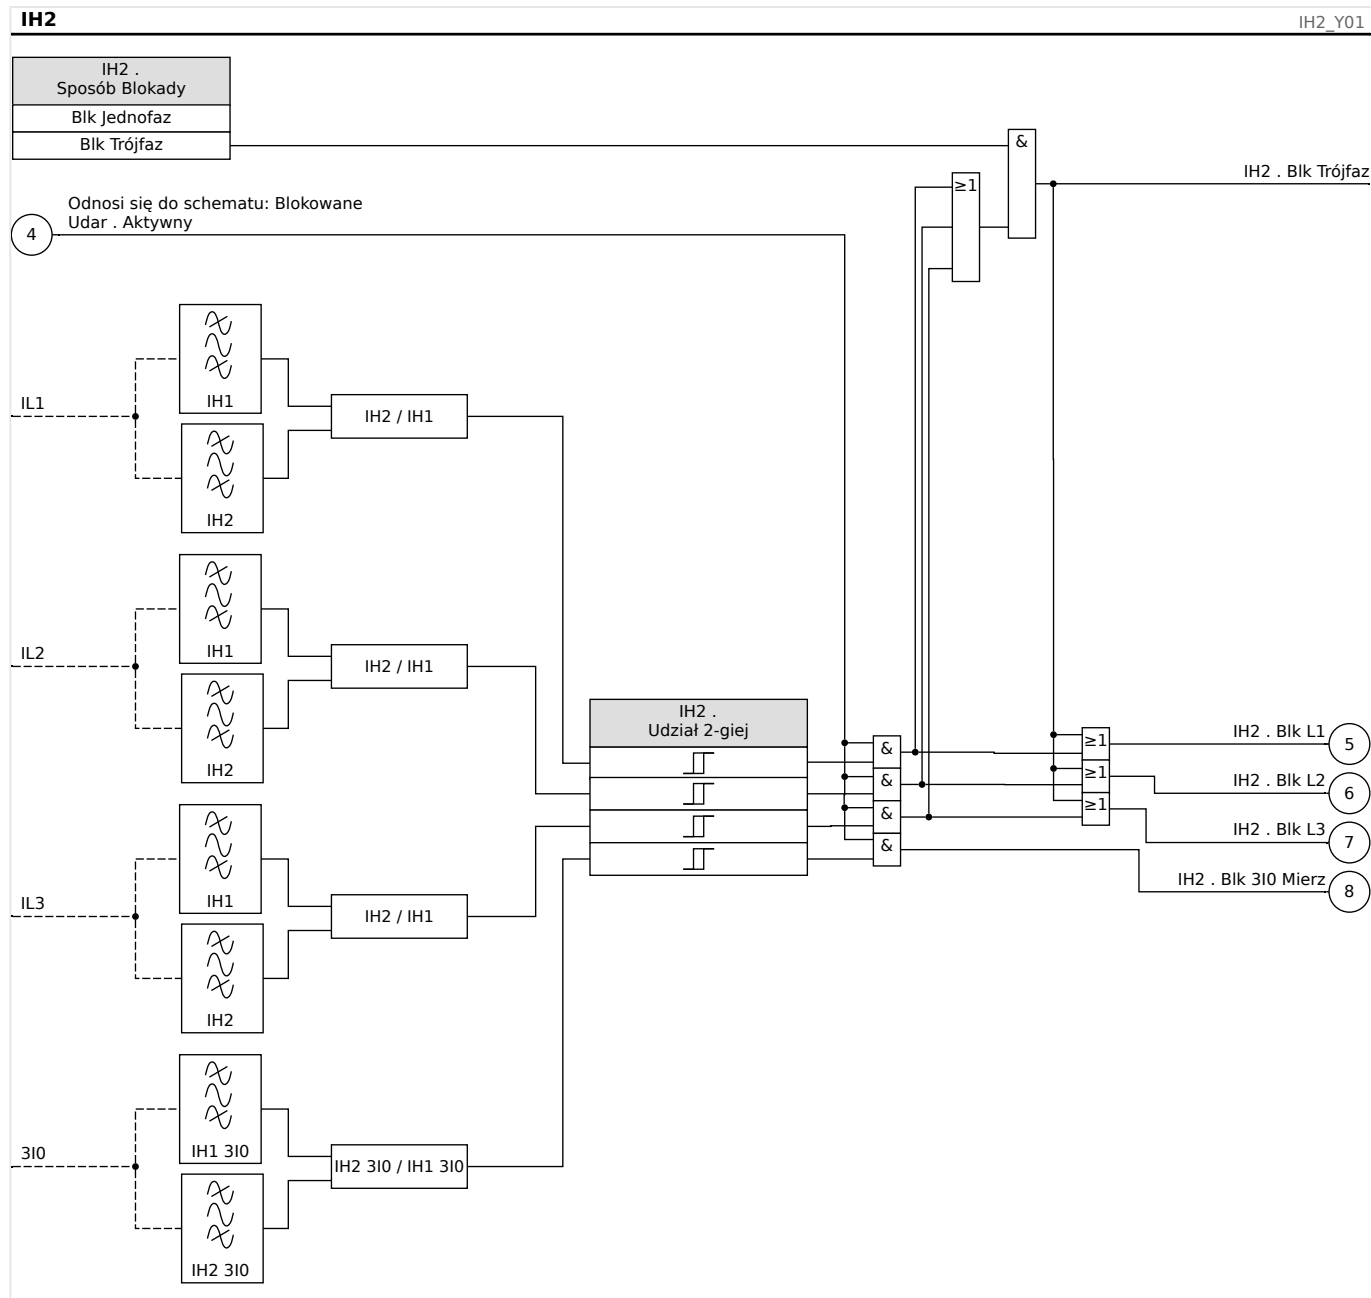 IH2
IH2_Y01
IH2 .
Sposób Blokady
Blk Jednofaz
Blk Trójfaz
&
≥1
IH2 . Blk Trójfaz
Odnosi się do schematu: Blokowane
Udar . Aktywny
4
IH1
IL1
IH2 / IH1
IH2
IH1
IL2
IH2 / IH1
IH2
IH2 .
Udział 2-giej
&
&
&
&
≥1
≥1
≥1
IH2 . Blk L1
5
IH2 . Blk L2
6
IH2 . Blk L3
7
IH2 . Blk 3I0 Mierz
8
IH1
IL3
IH2 / IH1
IH2
IH1 3I0
3I0
IH2 3I0 / IH1 3I0
IH2 3I0